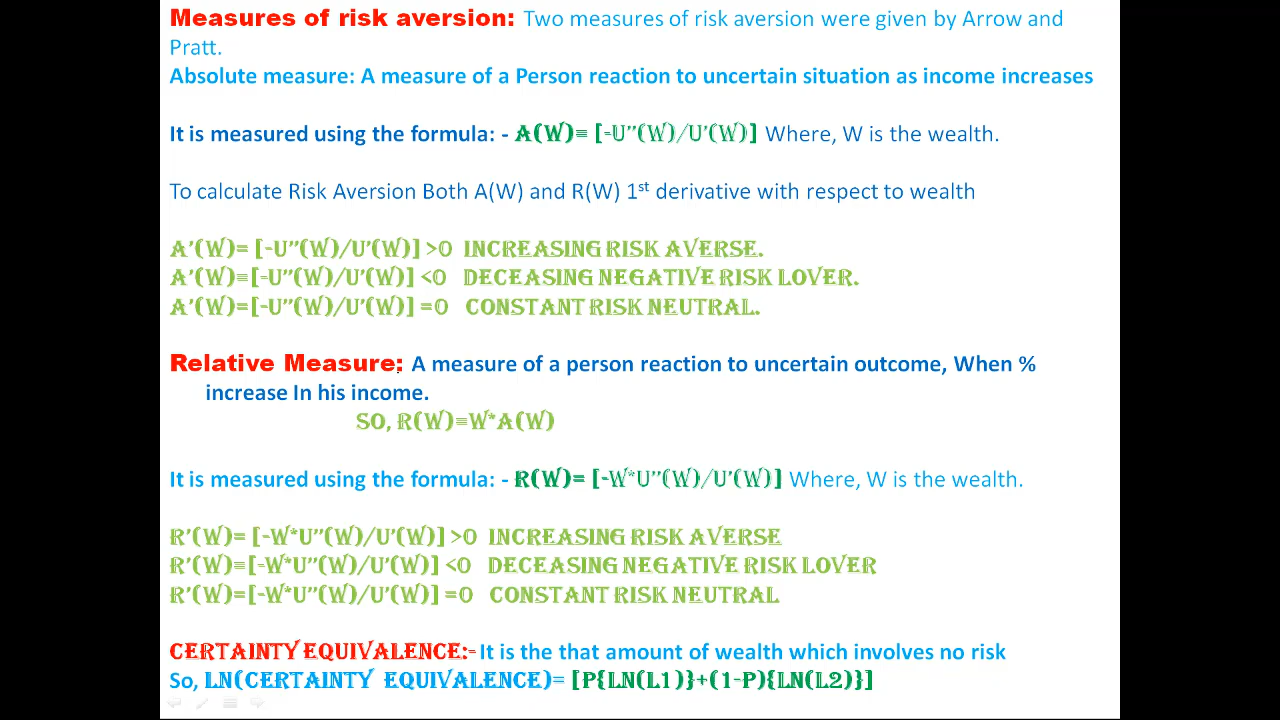 Measures of risk aversion: Two measures of risk aversion were given by Arrow and
Pratt.
Absolute measure: A measure of a Person reaction to uncertain situation as income increases
It is measured using the formula: - A(W)= [-U’’(W)/U’(W)] Where, W is the wealth.
To calculate Risk Aversion Both A(W) and R(W) 1st derivative with respect to wealth
A’(W)= [-U’’(W)/U’(W)] >0 INCREASING RISK AVERSE.
A’(W)=[-U’’(W)/U’(W)] <0 DECEASING NEGATIVE RISK LOVER.
A’(W)=[-U’’(W)/U’(W)] =0 CONSTANT RISK NEUTRAL.
Relative Measure: A measure of a person reaction to uncertain outcome, When %
increase In his income.
SO, R(W)=W*A(W)
It is measured using the formula: - R(W)= [-W*U’’(W)/U’(W)] Where, W is the wealth.
R’(W)= [-W*U’’(W)/U’(W)] >0 INCREASING RISK AVERSE
R’(W)=[-W*U’’(W)/U’(W)] <0 DECEASING NEGATIVE RISK LOVER
R’(W)=[-W*U’’(W)/U’(W)] =0 CONSTANT RISK NEUTRAL
CERTAINTY EQUIVALENCE:- It is the that amount of wealth which involves no risk
So, LN(CERTAINTY EQUIVALENCE)= [P{LN(L1)}+(1-P){LN(L2)}]